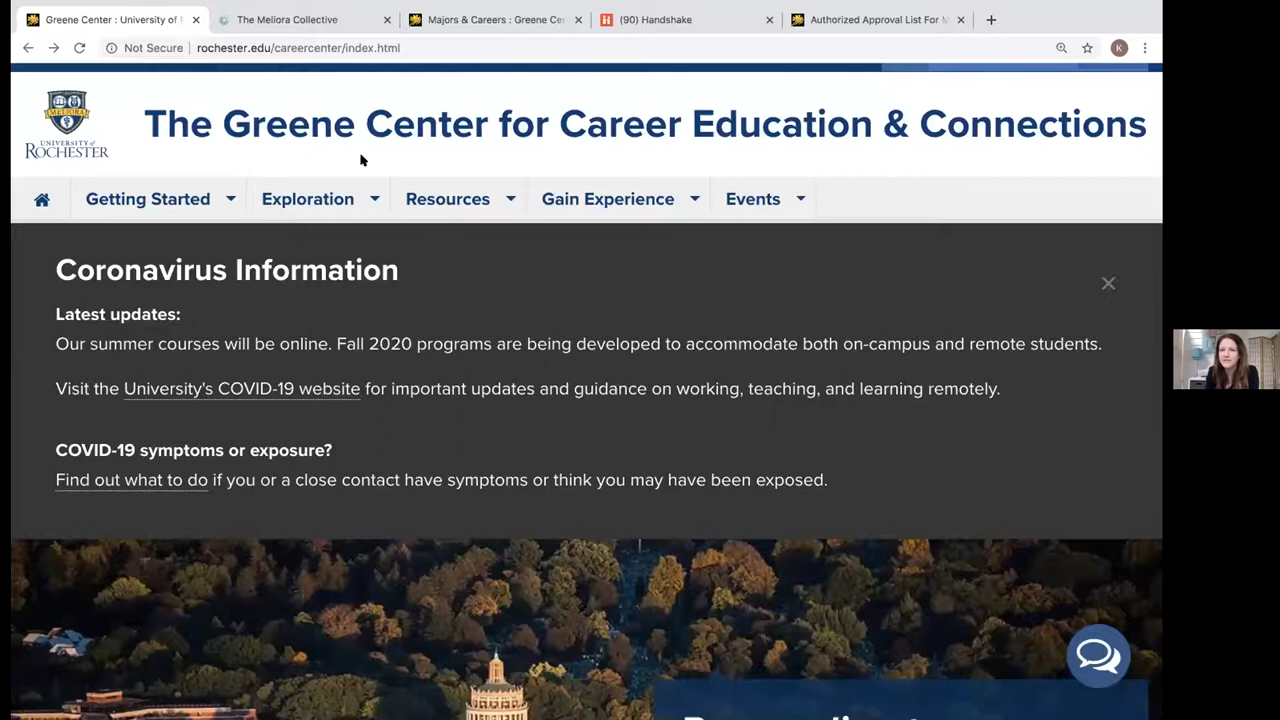 Greene Center : University of
The Meliora Collective
Majors & Careers : Greene Ce
(90) Handshake
Authorized Approval List For
Not Secure
rochester.edu/careercenter/index.html
K
MELIORA
UNIVERSITY of
ROCHESTER
The Greene Center for Career Education & Connections
Getting Started
Exploration
Resources
Gain Experience
Events
Coronavirus Information
Latest updates:
Our summer courses will be online. Fall 2020 programs are being developed to accommodate both on-campus and remote students.
Visit the University's COVID-19 website for important updates and guidance on working, teaching, and learning remotely.
COVID-19 symptoms or exposure?
Find out what to do if you or a close contact have symptoms or think you may have been exposed.